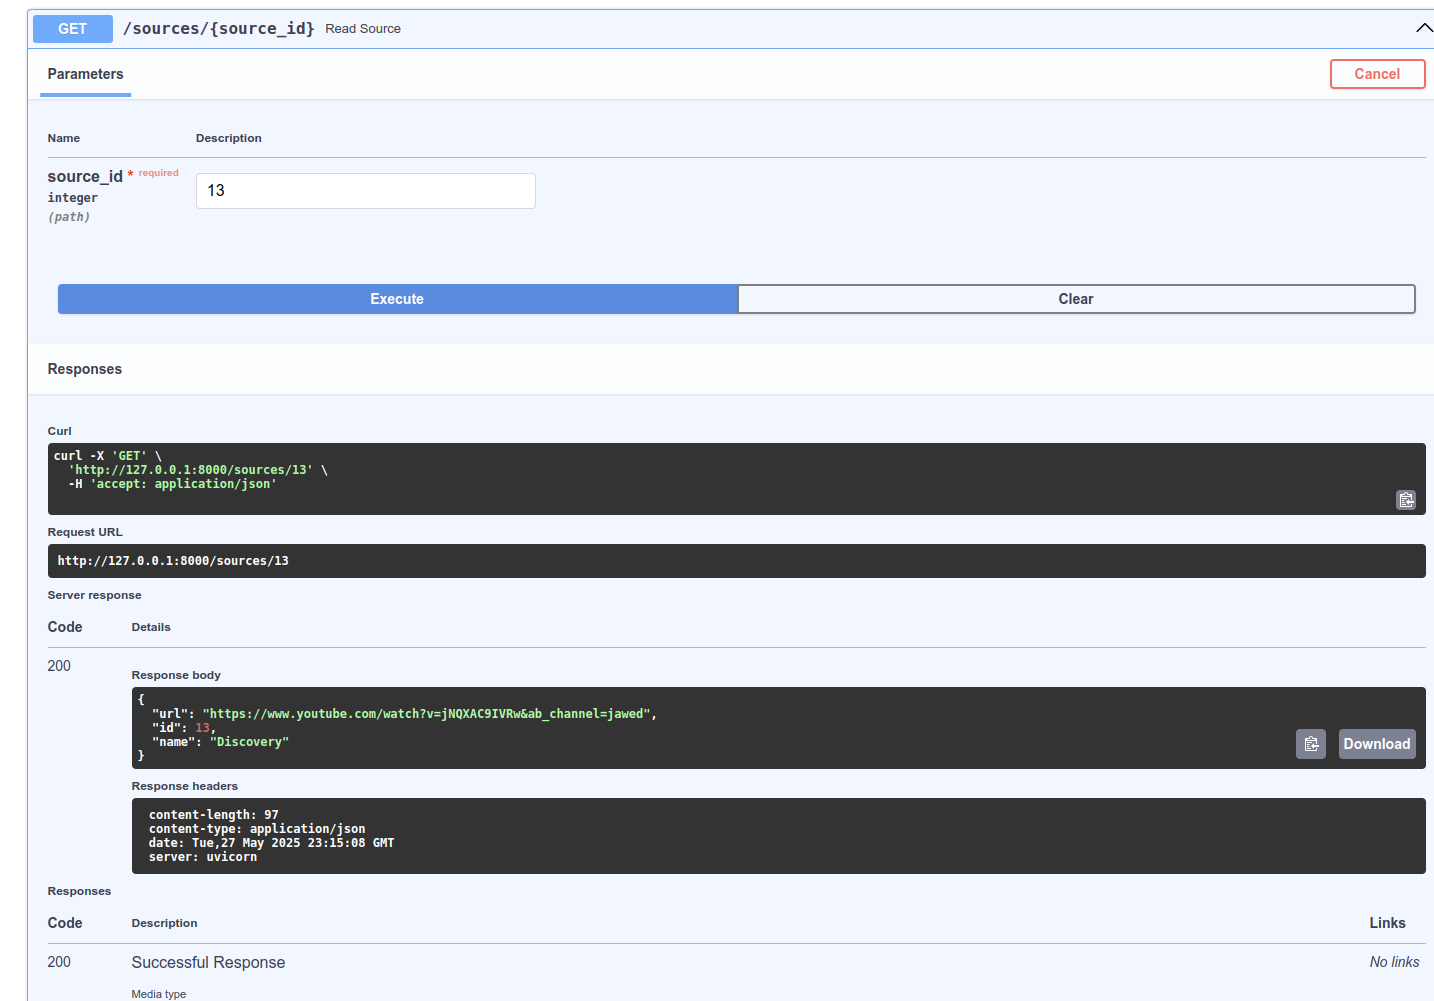 GET /sources/{source_id} Read Source
Parameters
Cancel
Name Description
source_id * required
integer
(path)
13
Execute Clear
Responses
Curl
curl -X 'GET' \
  'http://127.0.0.1:8000/sources/13' \
  -H 'accept: application/json'
Request URL
http://127.0.0.1:8000/sources/13
Server response
Code Details
200
Response body
{
  "url": "https://www.youtube.com/watch?v=jNQXAC9IVRw&ab_channel=jawed",
  "id": 13,
  "name": "Discovery"
}
Download
Response headers
content-length: 97
content-type: application/json
date: Tue,27 May 2025 23:15:08 GMT
server: uvicorn
Responses
Code Description Links
200 Successful Response No links
Media type